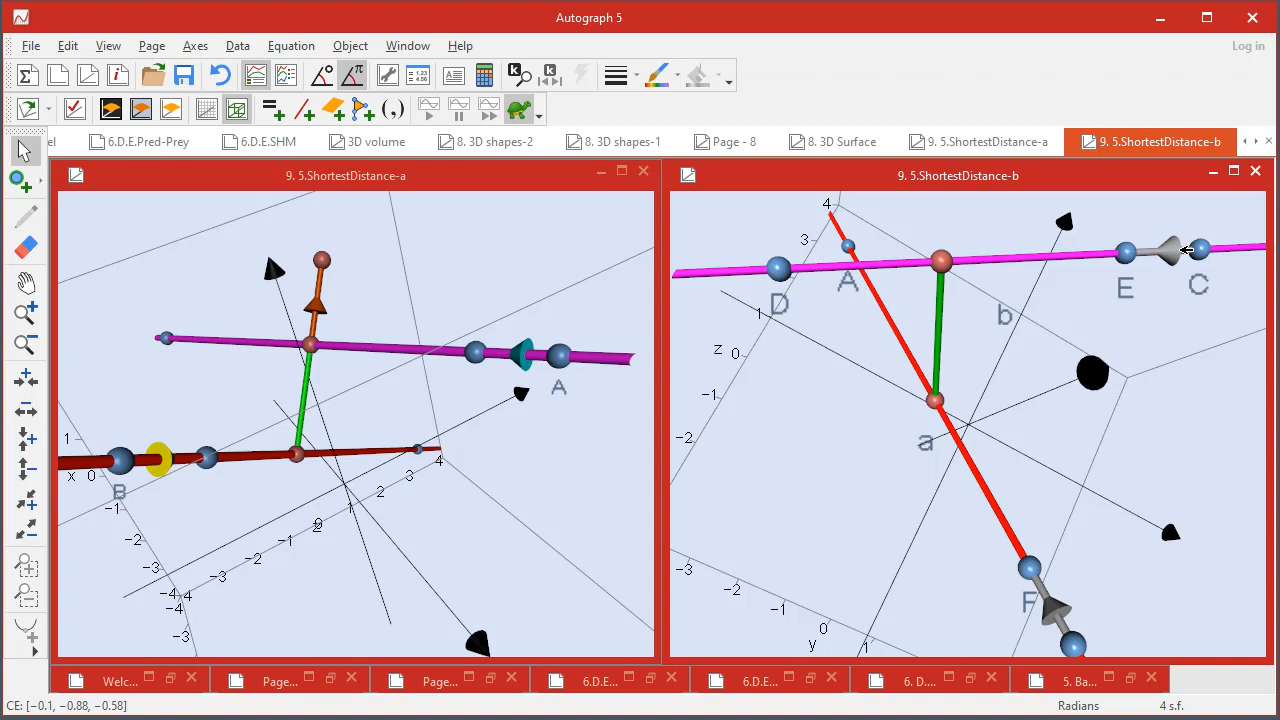 Autograph 5
File Edit View Page Axes Data Equation Object Window Help Log in
el 6.D.E.Pred-Prey 6.D.E.SHM 3D volume 8. 3D shapes-2 8. 3D shapes-1 Page - 8 8. 3D Surface 9. 5.ShortestDistance-a 9. 5.ShortestDistance-b
9. 5.ShortestDistance-a
A
B
1
x 0
−1
−2
−3
−4
−4
−4
−3
−3
−2
−1
1
2
3
4
9. 5.ShortestDistance-b
4
3
D
A
E
C
b
1
z 0
−1
−2
a
F
−3
−2
−1
0
y
1
Welc... Page... Page... 6.D.E... 6.D.E... 6. D.... 5. Ba...
CE: [−0.1, −0.88, −0.58] Radians 4 s.f.